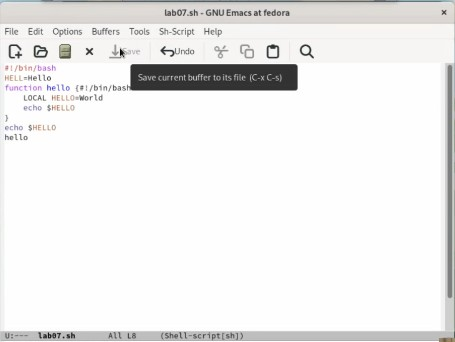 lab07.sh - GNU Emacs at fedora
File Edit Options Buffers Tools Sh-Script Help
Save Undo
Save current buffer to its file (C-x C-s)
#!/bin/bash
HELL=Hello
function hello {#!/bin/bash
LOCAL HELLO=World
echo $HELLO
}
echo $HELLO
hello
U:--- lab07.sh All L8 (Shell-script[sh])